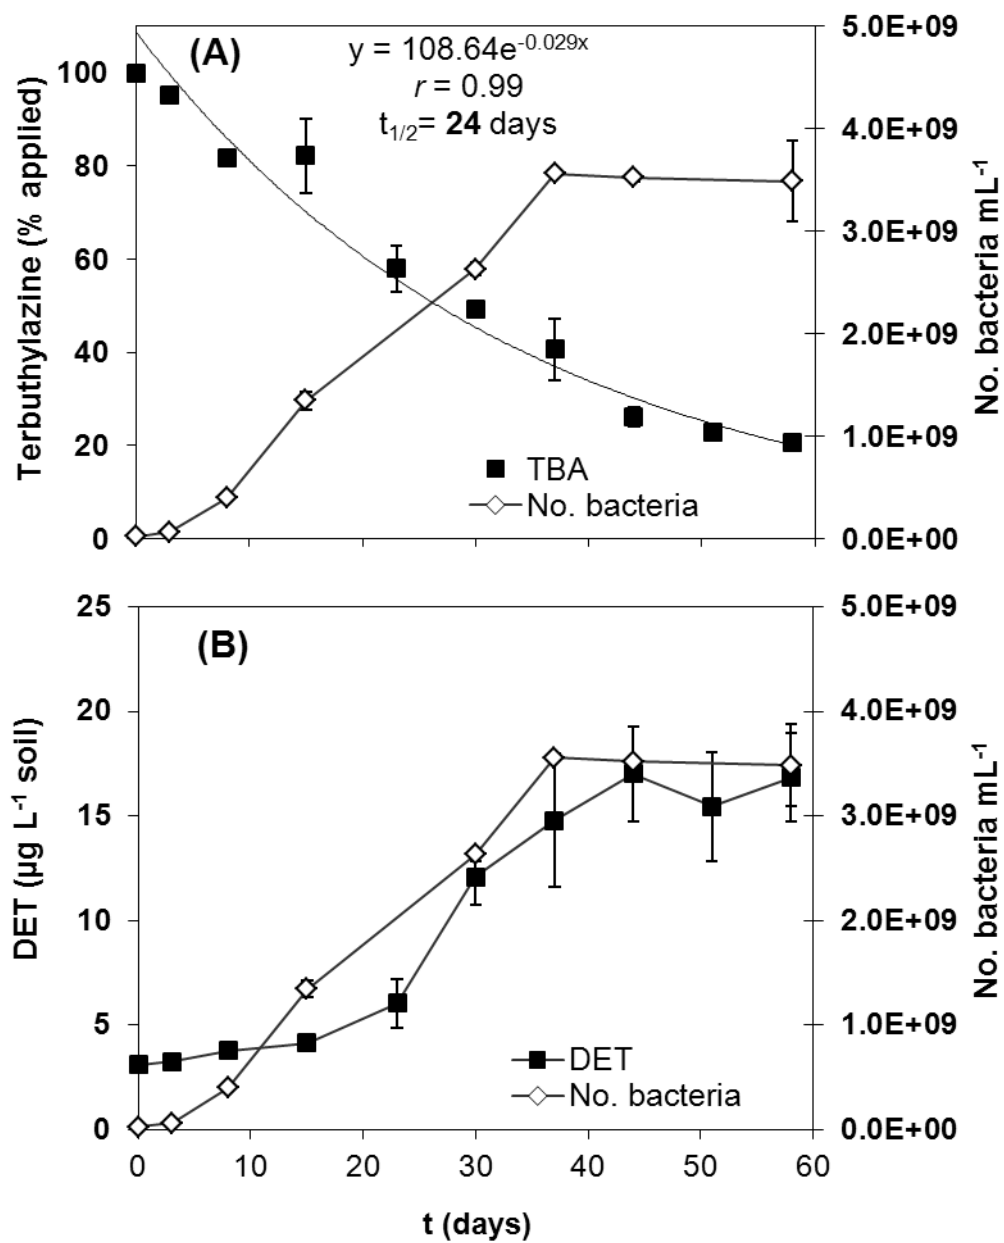 (A)
y = 108.64e^-0.029x
r = 0.99
t1/2= 24 days
Terbuthylazine (% applied)
100
80
60
40
20
0
5.0E+09
4.0E+09
3.0E+09
2.0E+09
1.0E+09
0.0E+00
No. bacteria mL-1
TBA
No. bacteria
(B)
DET (µg L-1 soil)
25
20
15
10
5
0
5.0E+09
4.0E+09
3.0E+09
2.0E+09
1.0E+09
0.0E+00
No. bacteria mL-1
DET
No. bacteria
0 10 20 30 40 50 60
t (days)